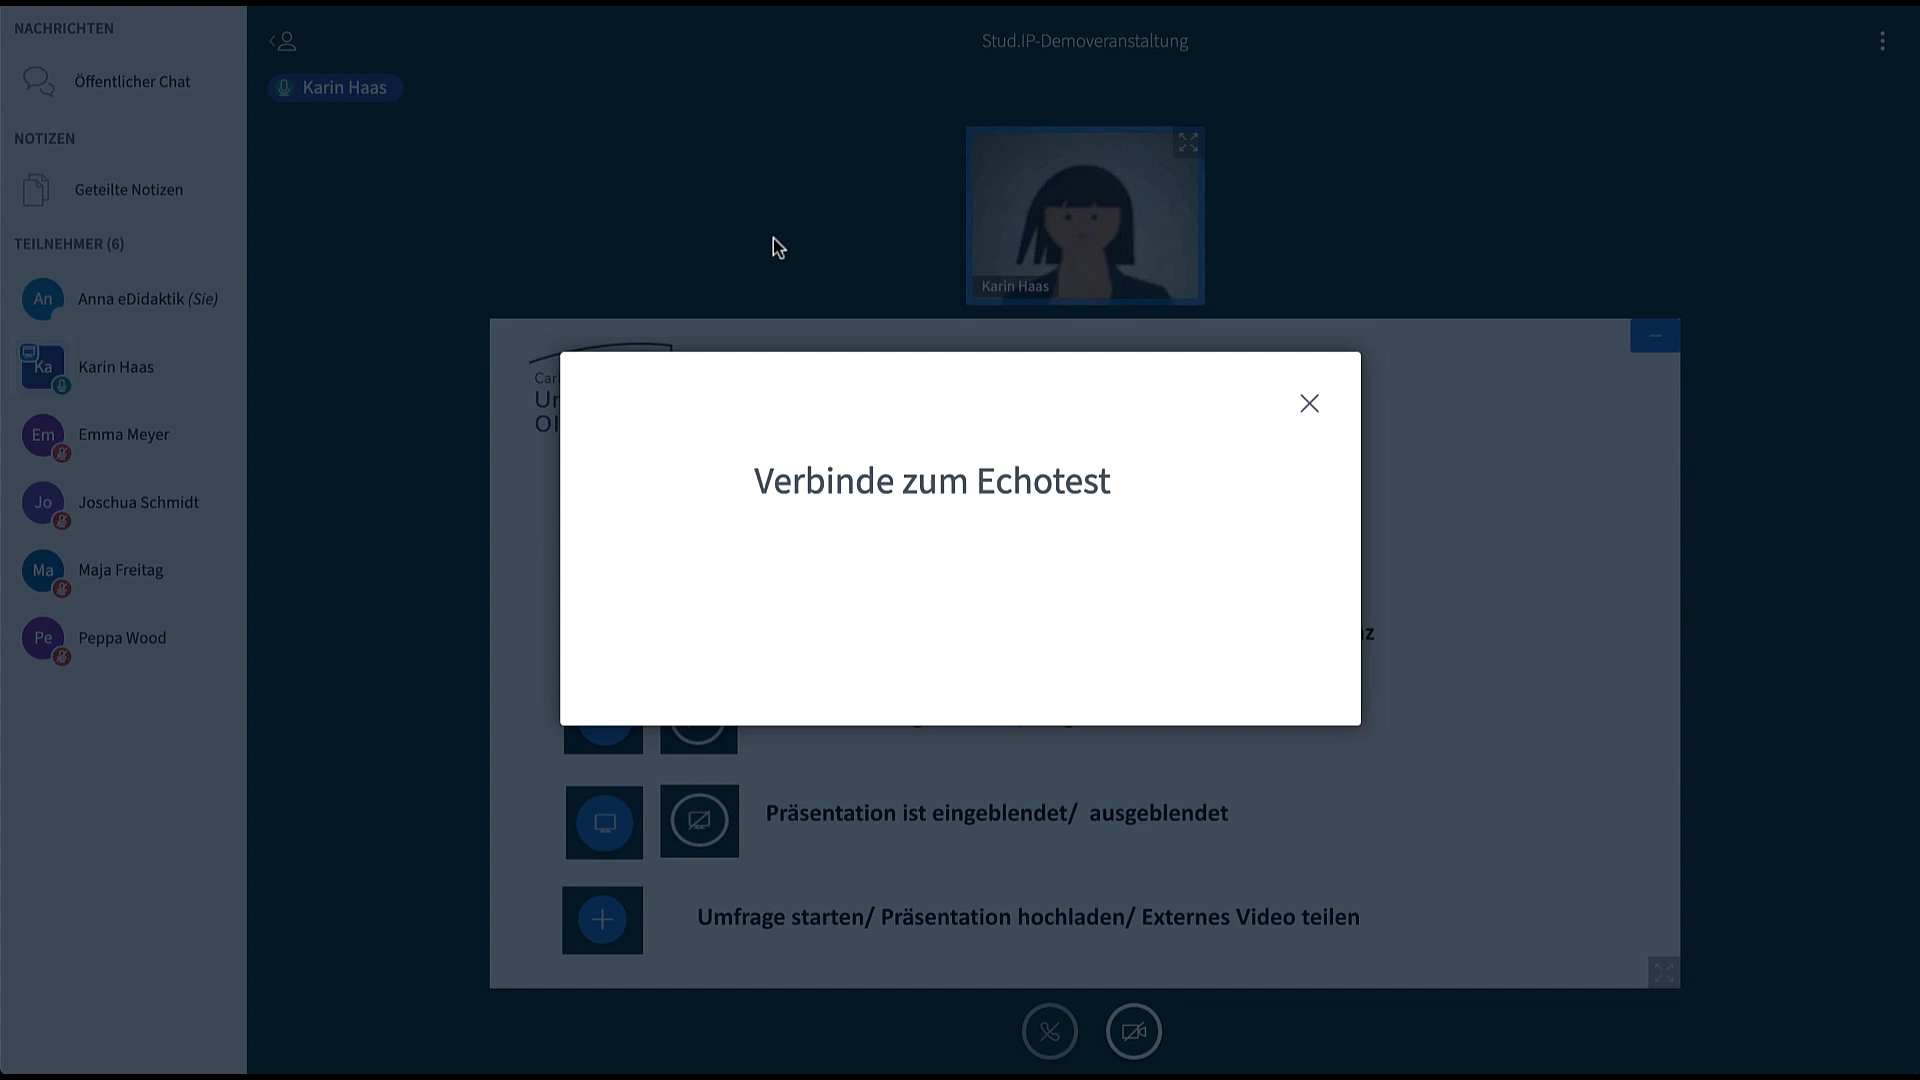 NACHRICHTEN
Öffentlicher Chat
NOTIZEN
Geteilte Notizen
TEILNEHMER (6)
An Anna eDidaktik (Sie)
Ka Karin Haas
Em Emma Meyer
Jo Joschua Schmidt
Ma Maja Freitag
Pe Peppa Wood
Stud.IP-Demoveranstaltung
Karin Haas
Karin Haas
Verbinde zum Echotest
Präsentation ist eingeblendet/ ausgeblendet
Umfrage starten/ Präsentation hochladen/ Externes Video teilen